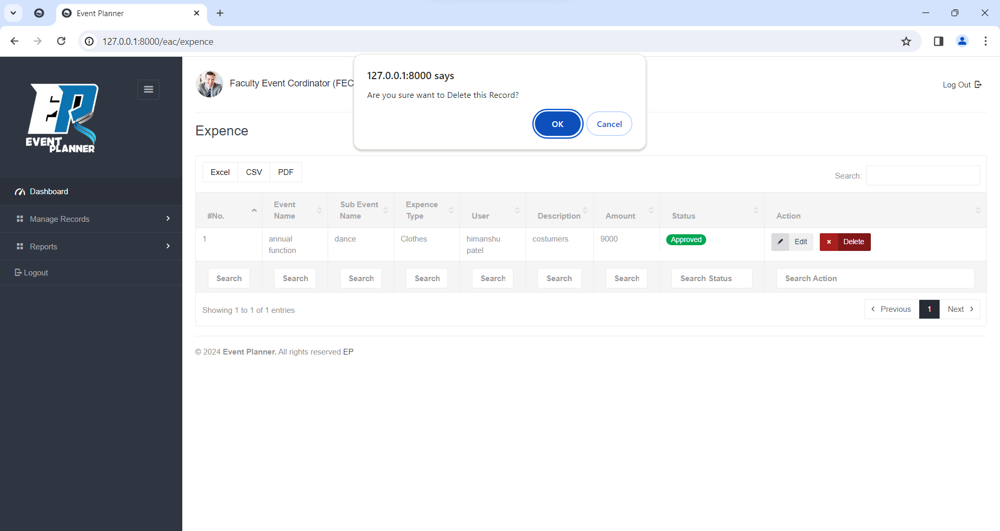 Event Planner
127.0.0.1:8000/eac/expence
127.0.0.1:8000 says
Are you sure want to Delete this Record?
OK
Cancel
EVENT
PLANNER
Faculty Event Cordinator (FEC
Log Out
Expence
Dashboard
Manage Records
Reports
Logout
Excel CSV PDF
Search:
#No. Event Name Sub Event Name Expence Type User Description Amount Status Action
1 annual function dance Clothes himanshu patel costumers 9000 Approved Edit Delete
Search Search Search Search Search Search Search Search Status Search Action
Showing 1 to 1 of 1 entries
Previous 1 Next
© 2024 Event Planner. All rights reserved.EP